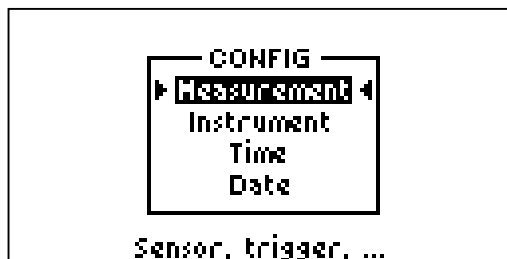 CONFIG
Measurement
Instrument
Time
Date
Sensor, trigger, ...